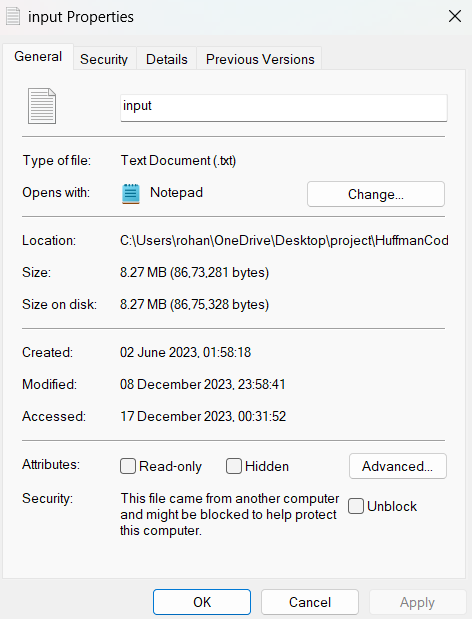 input Properties
General Security Details Previous Versions
input
Type of file: Text Document (.txt)
Opens with: Notepad Change...
Location: C:\Users\rohan\OneDrive\Desktop\project\HuffmanCod
Size: 8.27 MB (86,73,281 bytes)
Size on disk: 8.27 MB (86,75,328 bytes)
Created: 02 June 2023, 01:58:18
Modified: 08 December 2023, 23:58:41
Accessed: 17 December 2023, 00:31:52
Attributes: Read-only Hidden Advanced...
Security: This file came from another computer
and might be blocked to help protect Unblock
this computer.
OK Cancel Apply